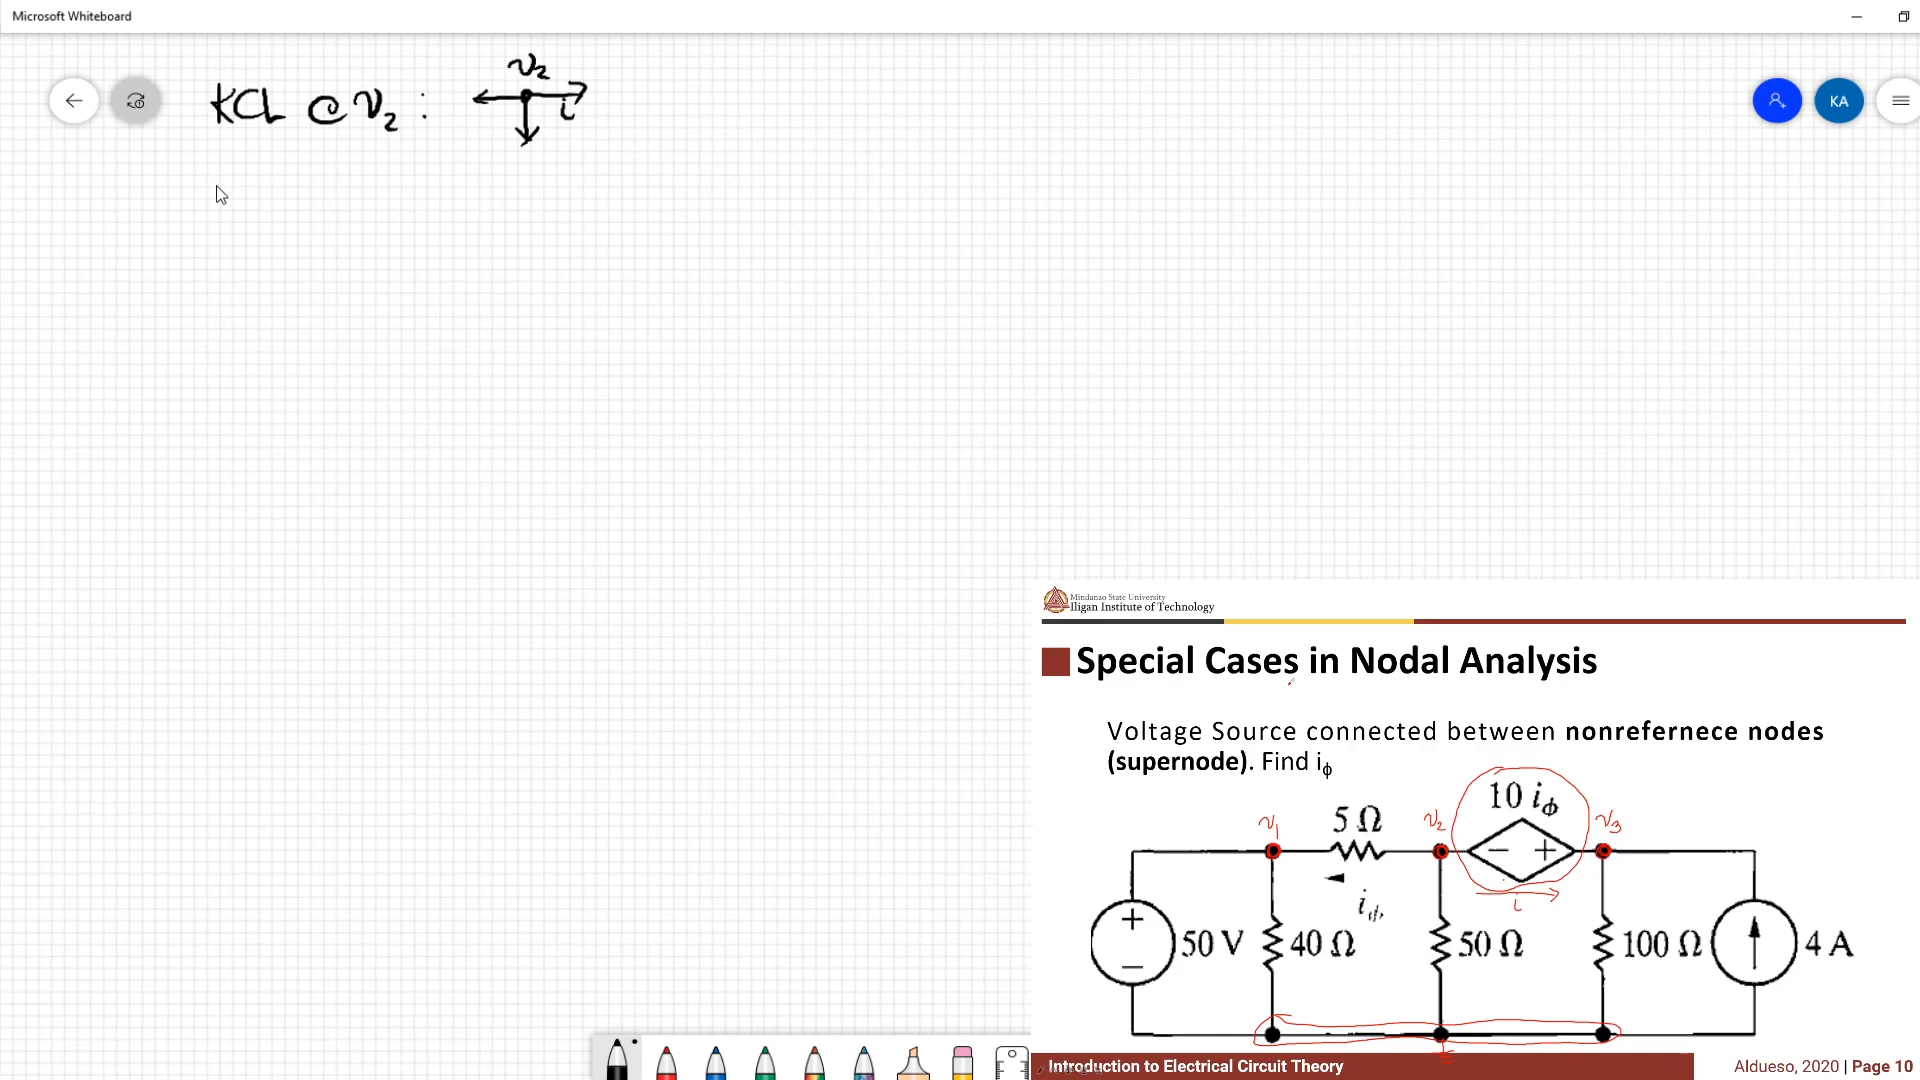 Microsoft Whiteboard
KCL @ v₂ :
v₂
i
KA
Mindanao State University
Iligan Institute of Technology
Special Cases in Nodal Analysis
Voltage Source connected between nonrefernece nodes
(supernode). Find iϕ
10 iϕ
v₁
5 Ω
v₂
v₃
− +
iϕ
i
+
−
50 V
40 Ω
50 Ω
100 Ω
4 A
Introduction to Electrical Circuit Theory
Aldueso, 2020 | Page 10